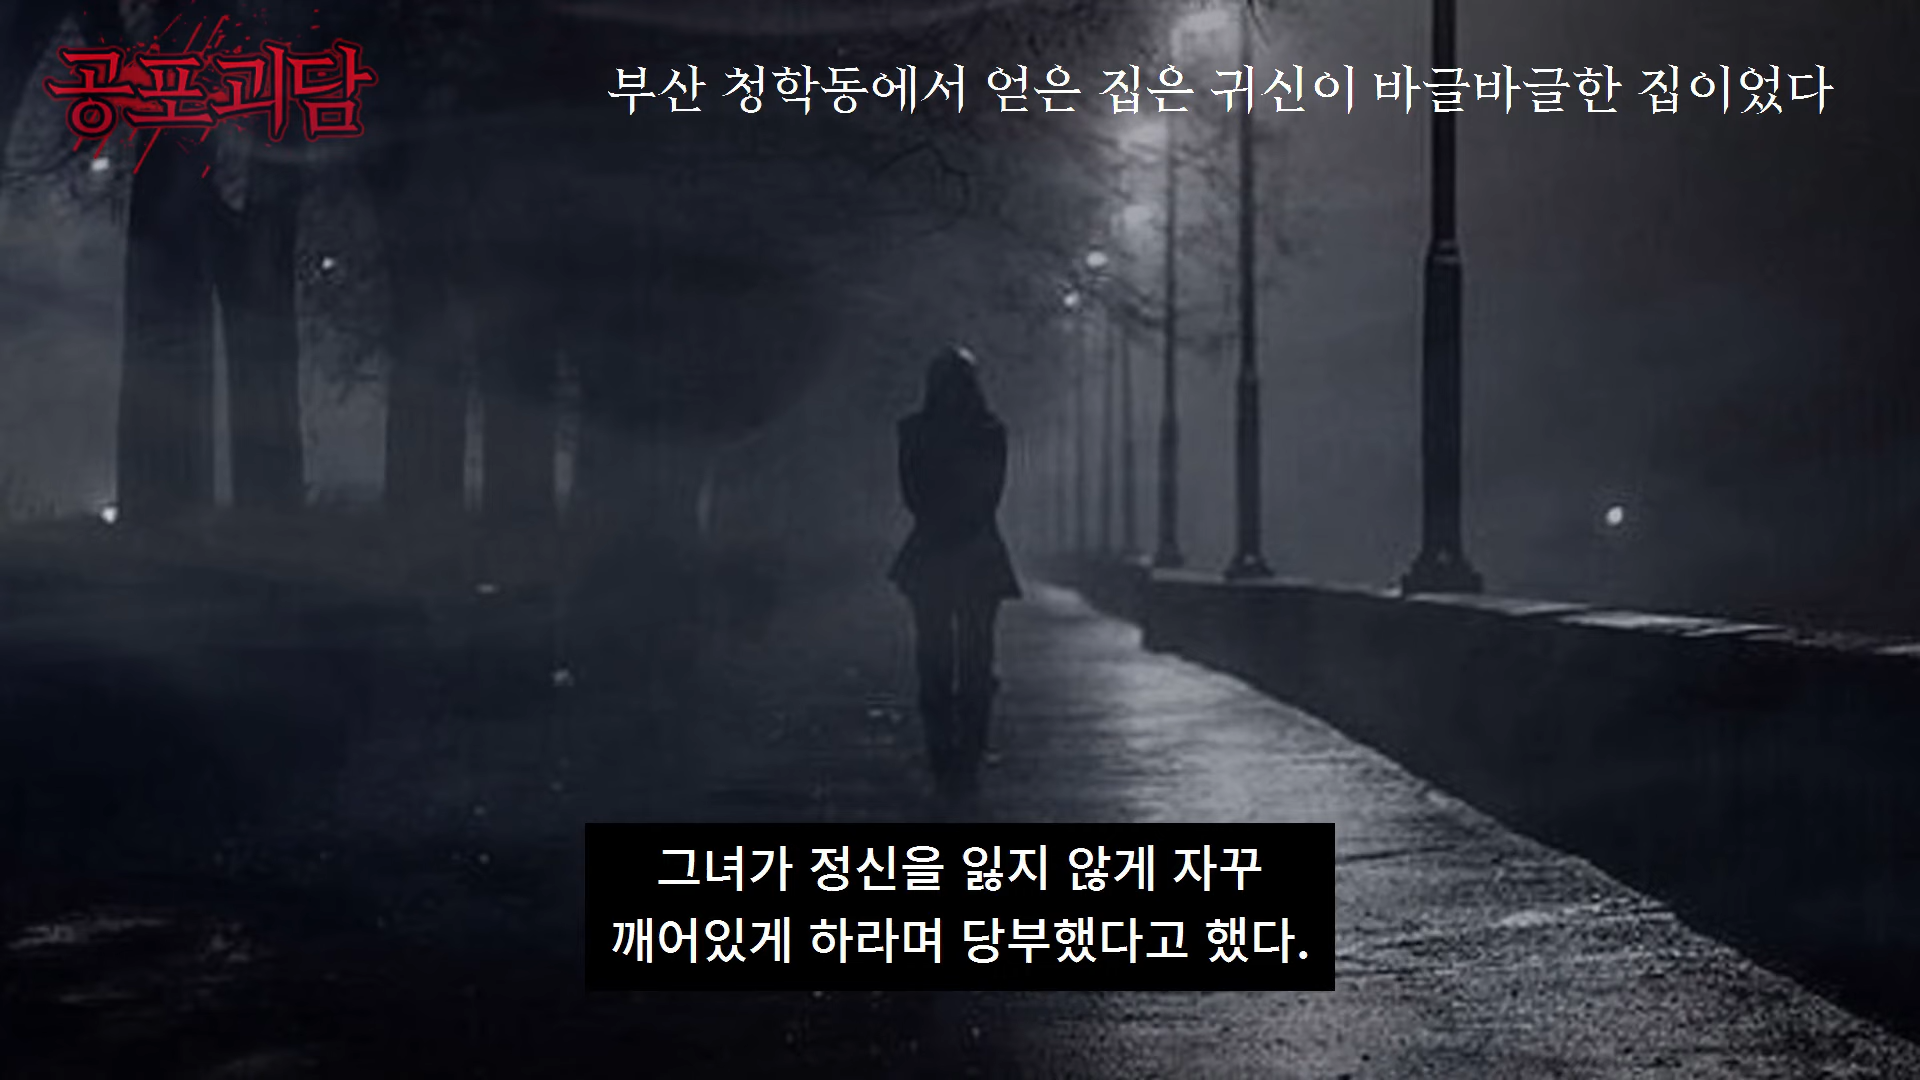 공포괴담
부산 청학동에서 얻은 집은 귀신이 바글바글한 집이었다
그녀가 정신을 잃지 않게 자꾸
깨어있게 하라며 당부했다고 했다.